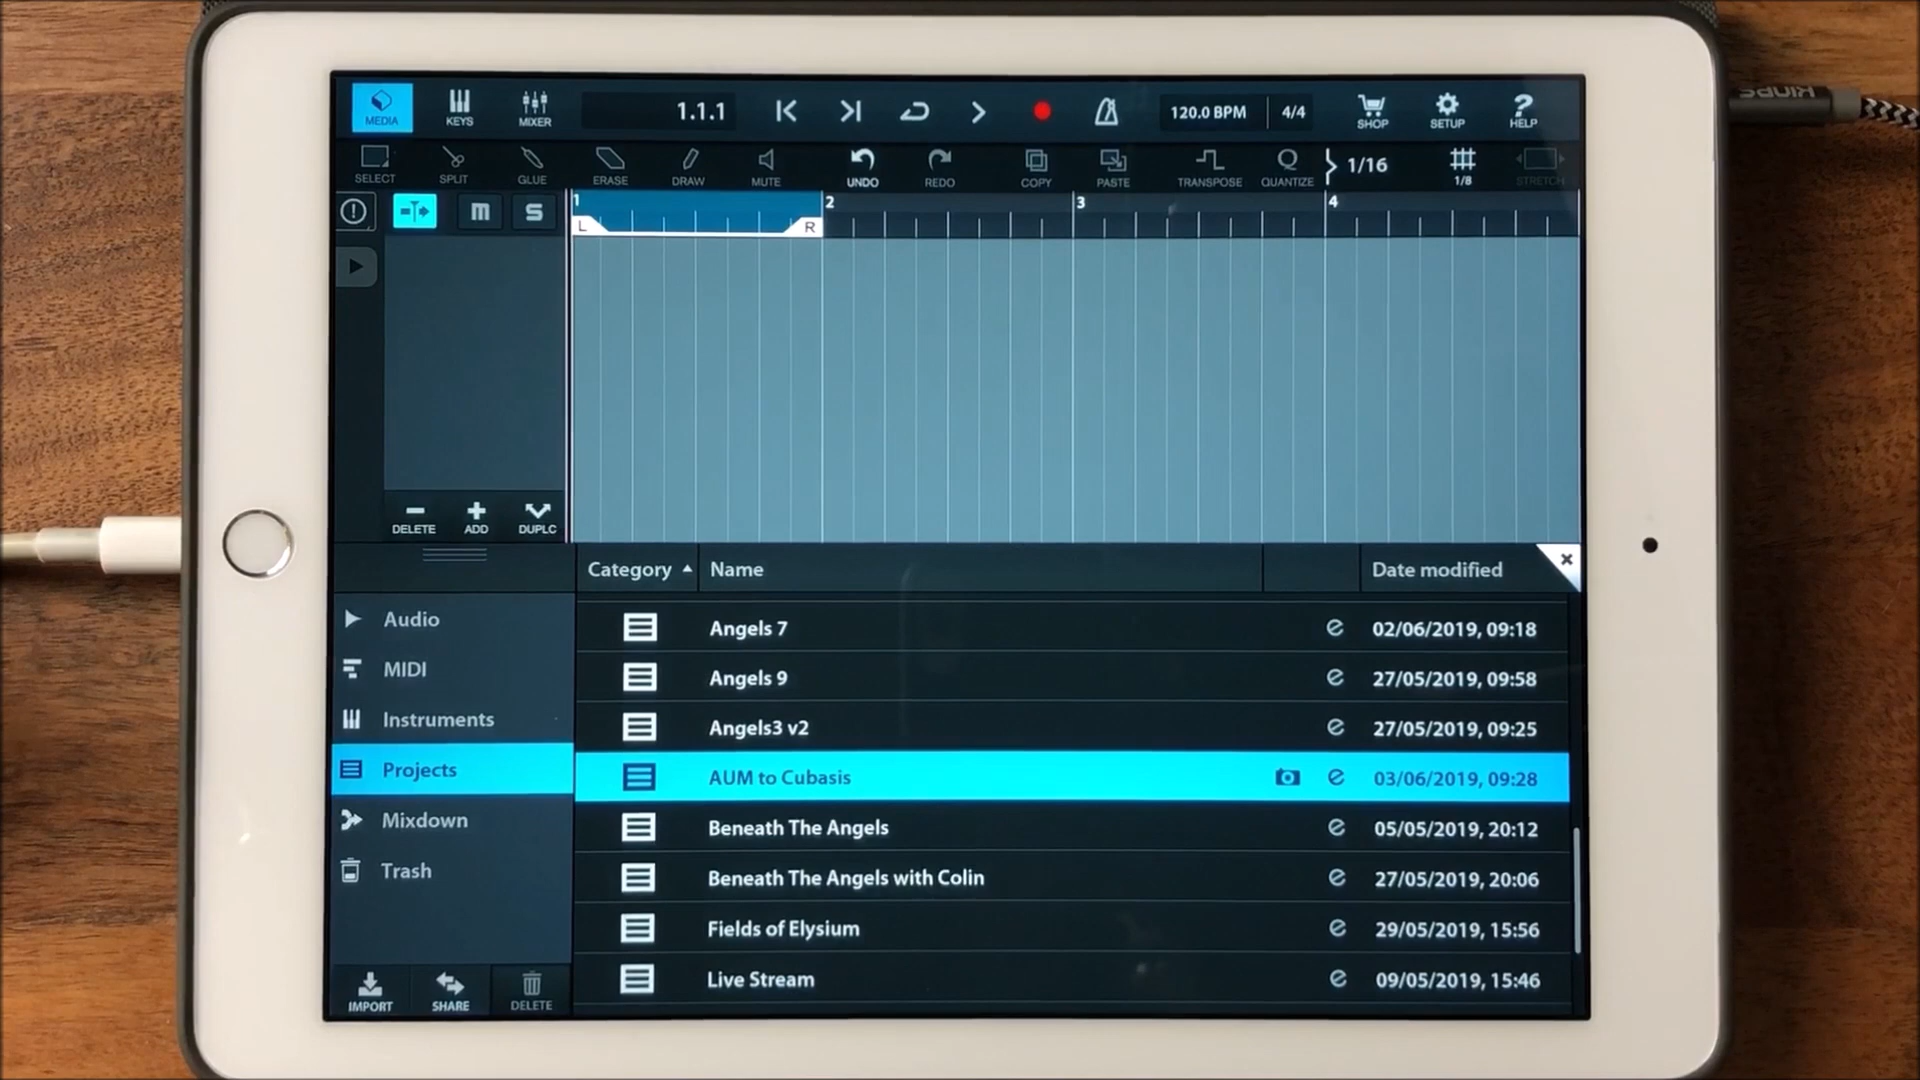 MEDIA KEYS MIXER 1.1.1 120.0 BPM 4/4 SHOP SETUP ? HELP
SELECT SPLIT GLUE ERASE DRAW MUTE UNDO REDO COPY PASTE TRANSPOSE Q QUANTIZE 1/16 1/8 STRETCH
M S 1 2 3 4
L R
DELETE ADD DUPLC
Category Name Date modified
Audio
MIDI
Instruments
Projects
Mixdown
Trash
IMPORT SHARE DELETE
Angels 7 e 02/06/2019, 09:18
Angels 9 e 27/05/2019, 09:58
Angels3 v2 e 27/05/2019, 09:25
AUM to Cubasis e 03/06/2019, 09:28
Beneath The Angels e 05/05/2019, 20:12
Beneath The Angels with Colin e 27/05/2019, 20:06
Fields of Elysium e 29/05/2019, 15:56
Live Stream e 09/05/2019, 15:46